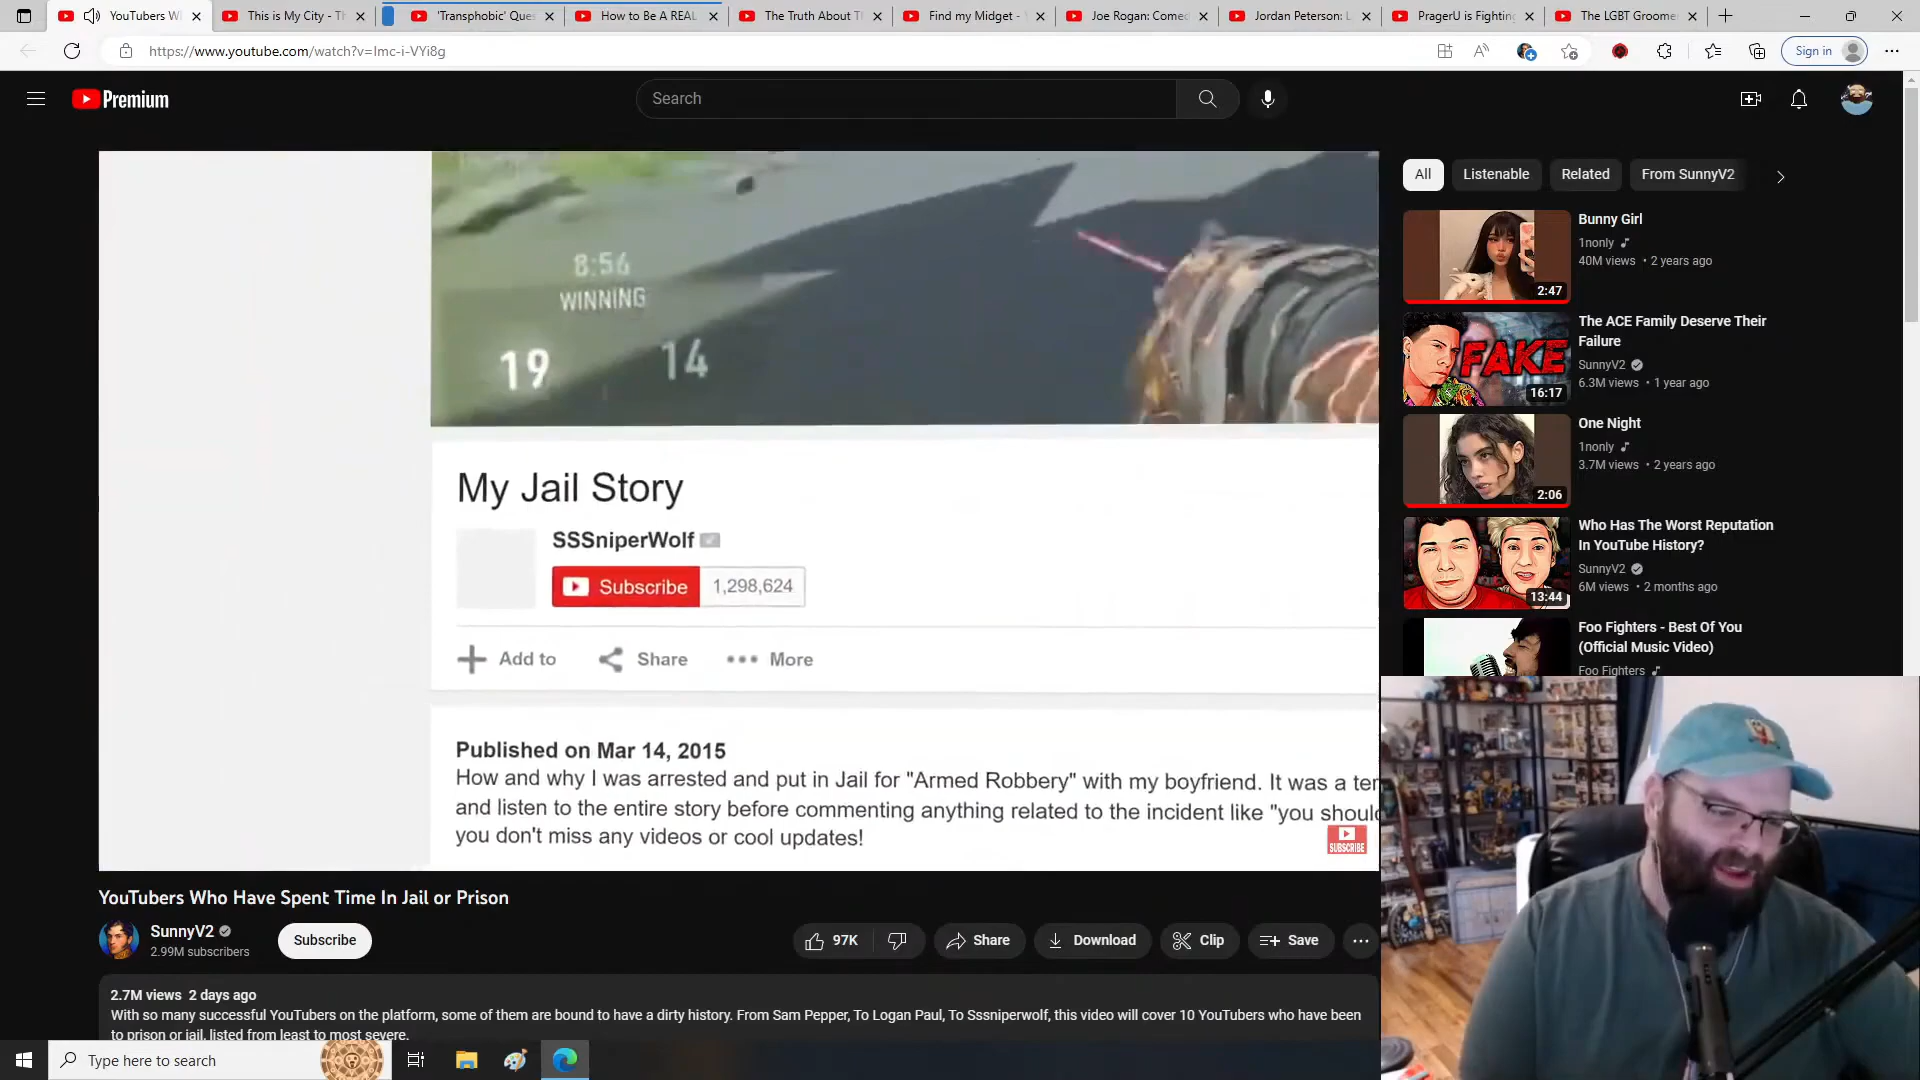 YouTubers W
This is My City - Th
'Transphobic' Ques
How to Be A REAL
The Truth About T
Find my Midget -
Joe Rogan: Comed
Jordan Peterson: L
PragerU is Fighting
The LGBT Groome
https://www.youtube.com/watch?v=Imc-i-VYi8g
Sign in
Premium
Search
8:56
WINNING
19 14
My Jail Story
SSSniperWolf
Subscribe 1,298,624
Add to Share More
Published on Mar 14, 2015
How and why I was arrested and put in Jail for "Armed Robbery" with my boyfriend. It was a ter
and listen to the entire story before commenting anything related to the incident like "you should
you don't miss any videos or cool updates!
SUBSCRIBE
YouTubers Who Have Spent Time In Jail or Prison
SunnyV2
2.99M subscribers
Subscribe
97K Share Download Clip Save
2.7M views 2 days ago
With so many successful YouTubers on the platform, some of them are bound to have a dirty history. From Sam Pepper, To Logan Paul, To Sssniperwolf, this video will cover 10 YouTubers who have been
to prison or jail, listed from least to most severe.
All Listenable Related From SunnyV2
Bunny Girl
1nonly
40M views • 2 years ago
2:47
The ACE Family Deserve Their
Failure
SunnyV2
6.3M views • 1 year ago
FAKE
16:17
One Night
1nonly
3.7M views • 2 years ago
2:06
Who Has The Worst Reputation
In YouTube History?
SunnyV2
6M views • 2 months ago
13:44
Foo Fighters - Best Of You
(Official Music Video)
Foo Fighters
Type here to search